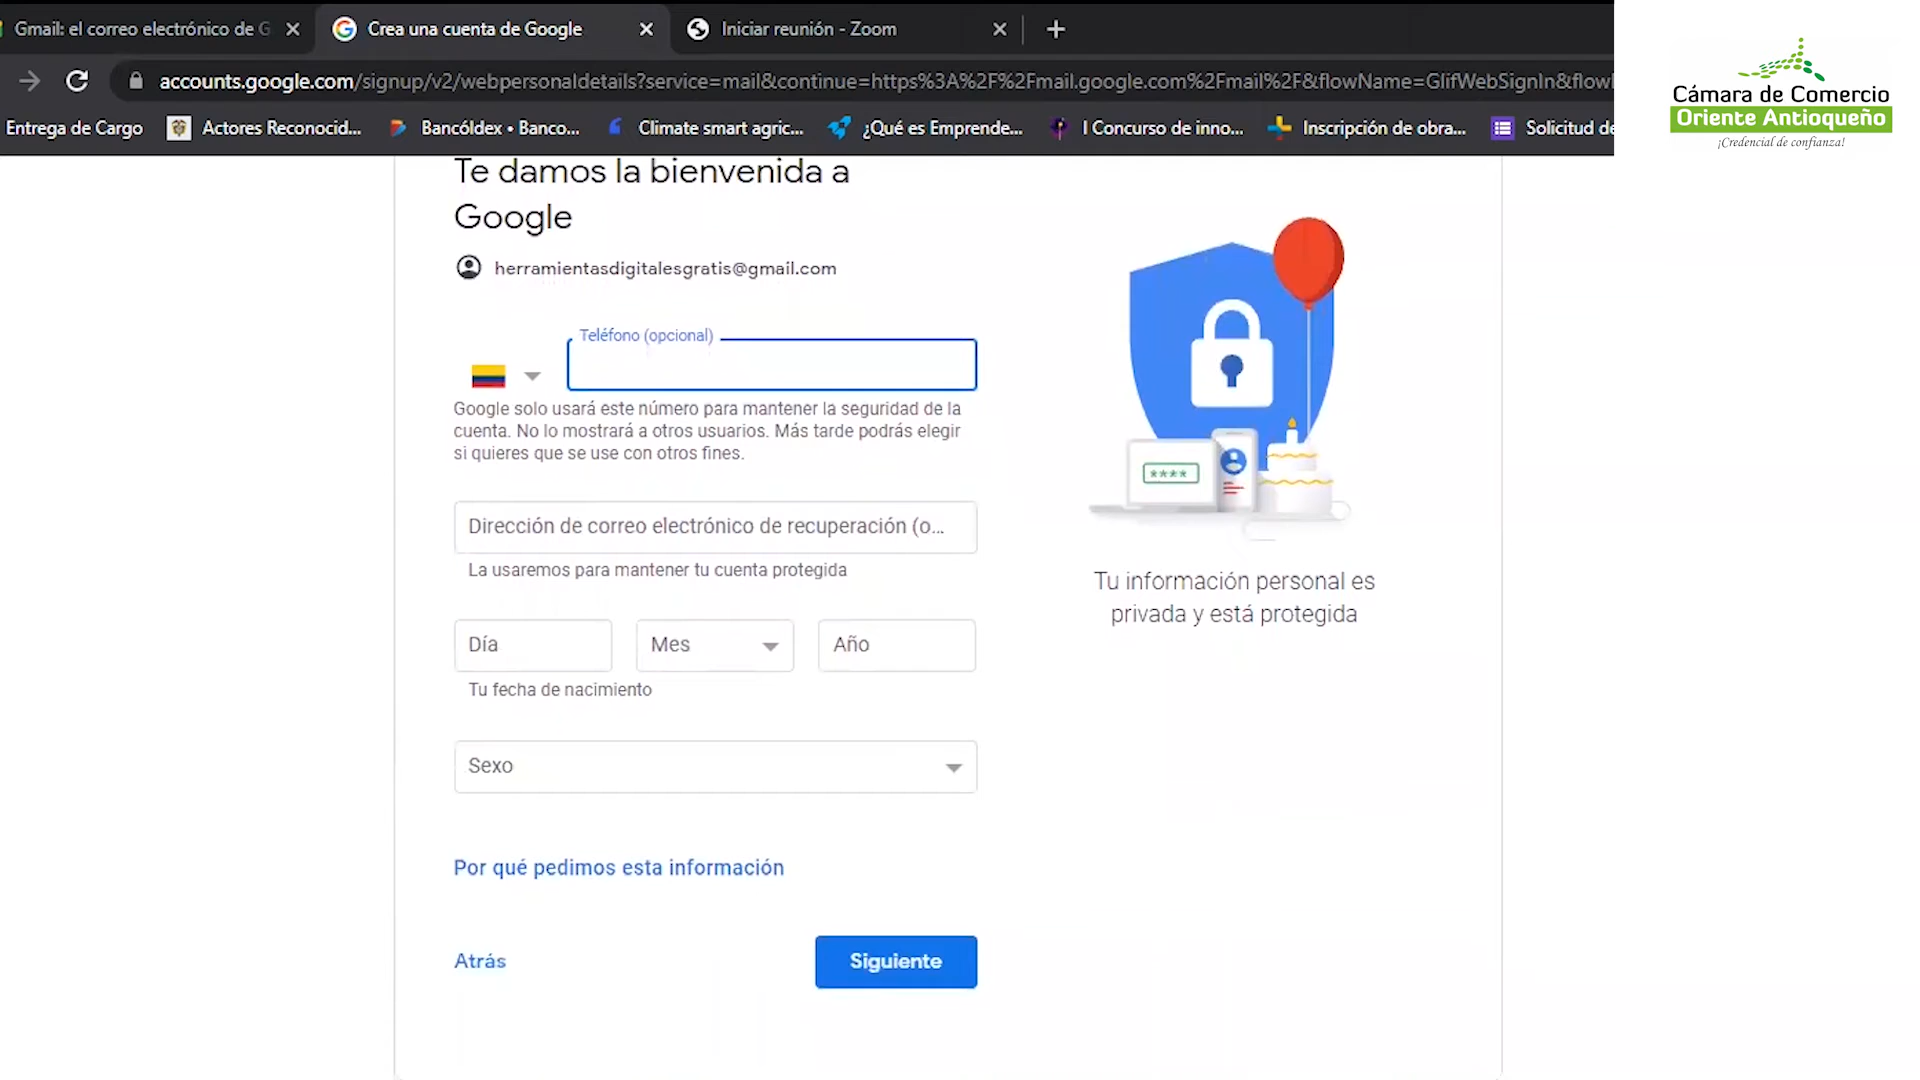 Gmail: el correo electrónico de G
Crea una cuenta de Google
Iniciar reunión - Zoom
accounts.google.com/signup/v2/webpersonaldetails?service=mail&continue=https%3A%2F%2Fmail.google.com%2Fmail%2F&flowName=GlifWebSignIn&flowl
Entrega de Cargo
Actores Reconocid...
Bancóldex • Banco...
Climate smart agric...
¿Qué es Emprende...
I Concurso de inno...
Inscripción de obra...
Solicitud de
Cámara de Comercio
Oriente Antioqueño
¡Credencial de confianza!
Te damos la bienvenida a
Google
herramientasdigitalesgratis@gmail.com
Teléfono (opcional)
Google solo usará este número para mantener la seguridad de la
cuenta. No lo mostrará a otros usuarios. Más tarde podrás elegir
si quieres que se use con otros fines.
Dirección de correo electrónico de recuperación (o...
La usaremos para mantener tu cuenta protegida
Día
Mes
Año
Tu fecha de nacimiento
Sexo
Por qué pedimos esta información
Atrás
Siguiente
****
Tu información personal es
privada y está protegida